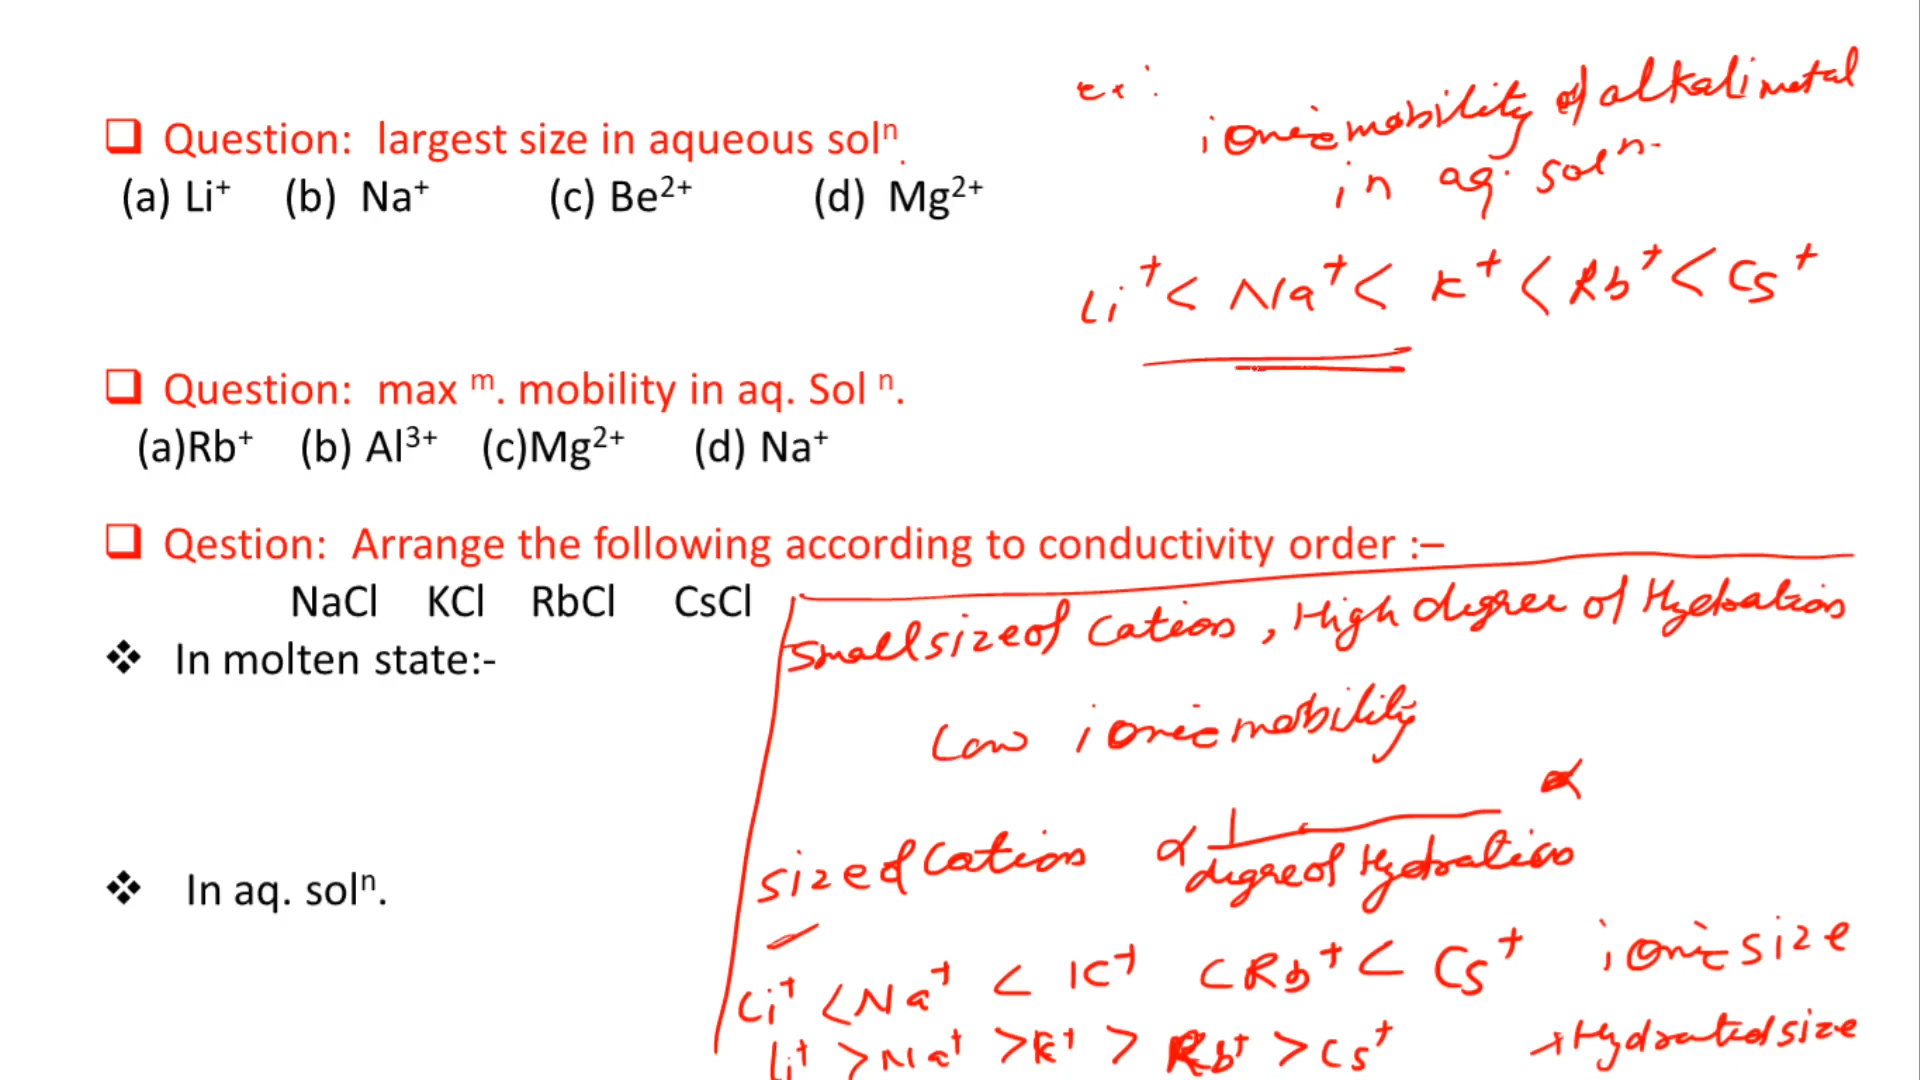 ex:
ionic mobility of alkali metal
in aq. solⁿ.
Li⁺ < Na⁺ < K⁺ < Rb⁺ < Cs⁺
❑ Question: largest size in aqueous solⁿ.
(a) Li⁺ (b) Na⁺ (c) Be²⁺ (d) Mg²⁺
❑ Question: max ᵐ. mobility in aq. Sol ⁿ.
(a)Rb⁺ (b) Al³⁺ (c)Mg²⁺ (d) Na⁺
❑ Qestion: Arrange the following according to conductivity order :–
NaCl KCl RbCl CsCl
❖ In molten state:-
❖ In aq. solⁿ.
Small size of Cation, High degree of Hydration
Low ionic mobility
∝
size of Cation ∝ 1/degree of Hydration
Li⁺ < Na⁺ < K⁺ < Rb⁺ < Cs⁺ ionic size
Li⁺ > Na⁺ > K⁺ > Rb⁺ > Cs⁺ → Hydrated size